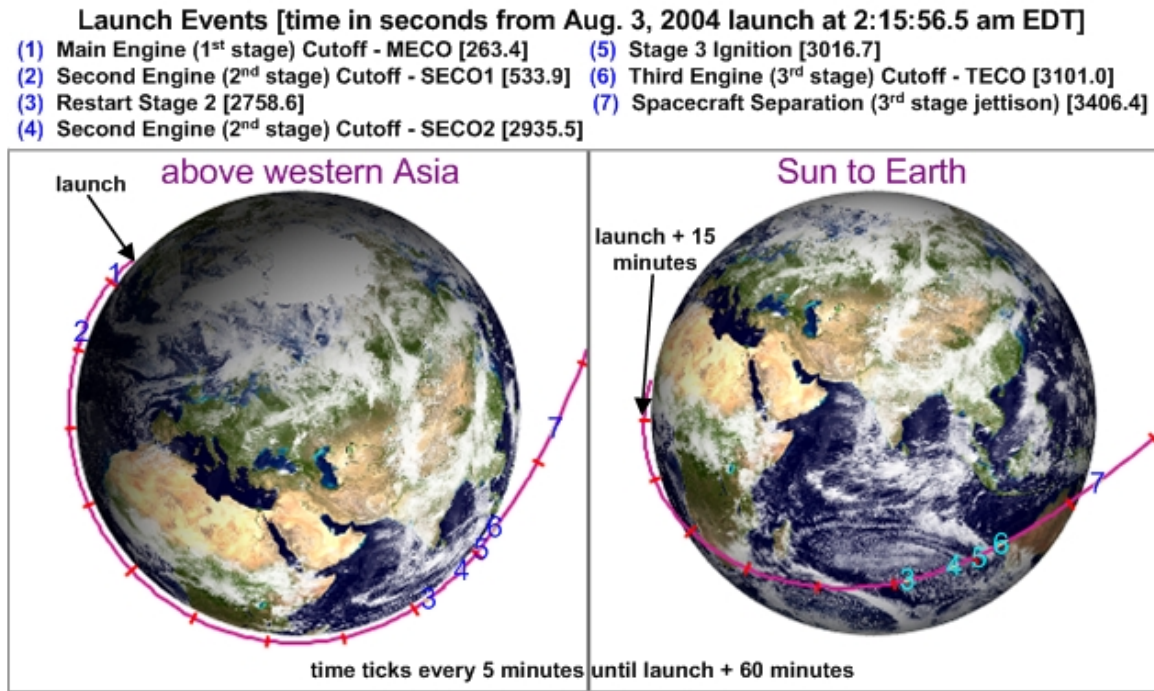 Launch Events [time in seconds from Aug. 3, 2004 launch at 2:15:56.5 am EDT]
(1) Main Engine (1st stage) Cutoff - MECO [263.4]
(2) Second Engine (2nd stage) Cutoff - SECO1 [533.9]
(3) Restart Stage 2 [2758.6]
(4) Second Engine (2nd stage) Cutoff - SECO2 [2935.5]
(5) Stage 3 Ignition [3016.7]
(6) Third Engine (3rd stage) Cutoff - TECO [3101.0]
(7) Spacecraft Separation (3rd stage jettison) [3406.4]
above western Asia
launch
1
2
3
4
5
6
7
Sun to Earth
launch + 15
minutes
3
4
5
6
7
time ticks every 5 minutes until launch + 60 minutes